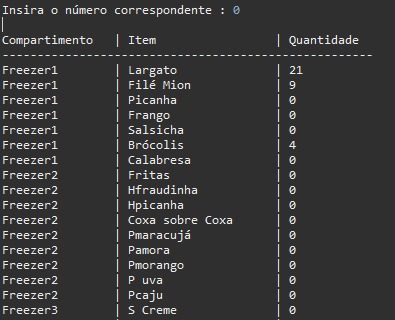 Insira o número correspondente : 0
Compartimento | Item | Quantidade
--------------------------------------------------
Freezer1 | Largato | 21
Freezer1 | Filé Mion | 9
Freezer1 | Picanha | 0
Freezer1 | Frango | 0
Freezer1 | Salsicha | 0
Freezer1 | Brócolis | 4
Freezer1 | Calabresa | 0
Freezer2 | Fritas | 0
Freezer2 | Hfraudinha | 0
Freezer2 | Hpicanha | 0
Freezer2 | Coxa sobre Coxa | 0
Freezer2 | Pmaracujá | 0
Freezer2 | Pamora | 0
Freezer2 | Pmorango | 0
Freezer2 | P uva | 0
Freezer2 | Pcaju | 0
Freezer3 | S Creme | 0